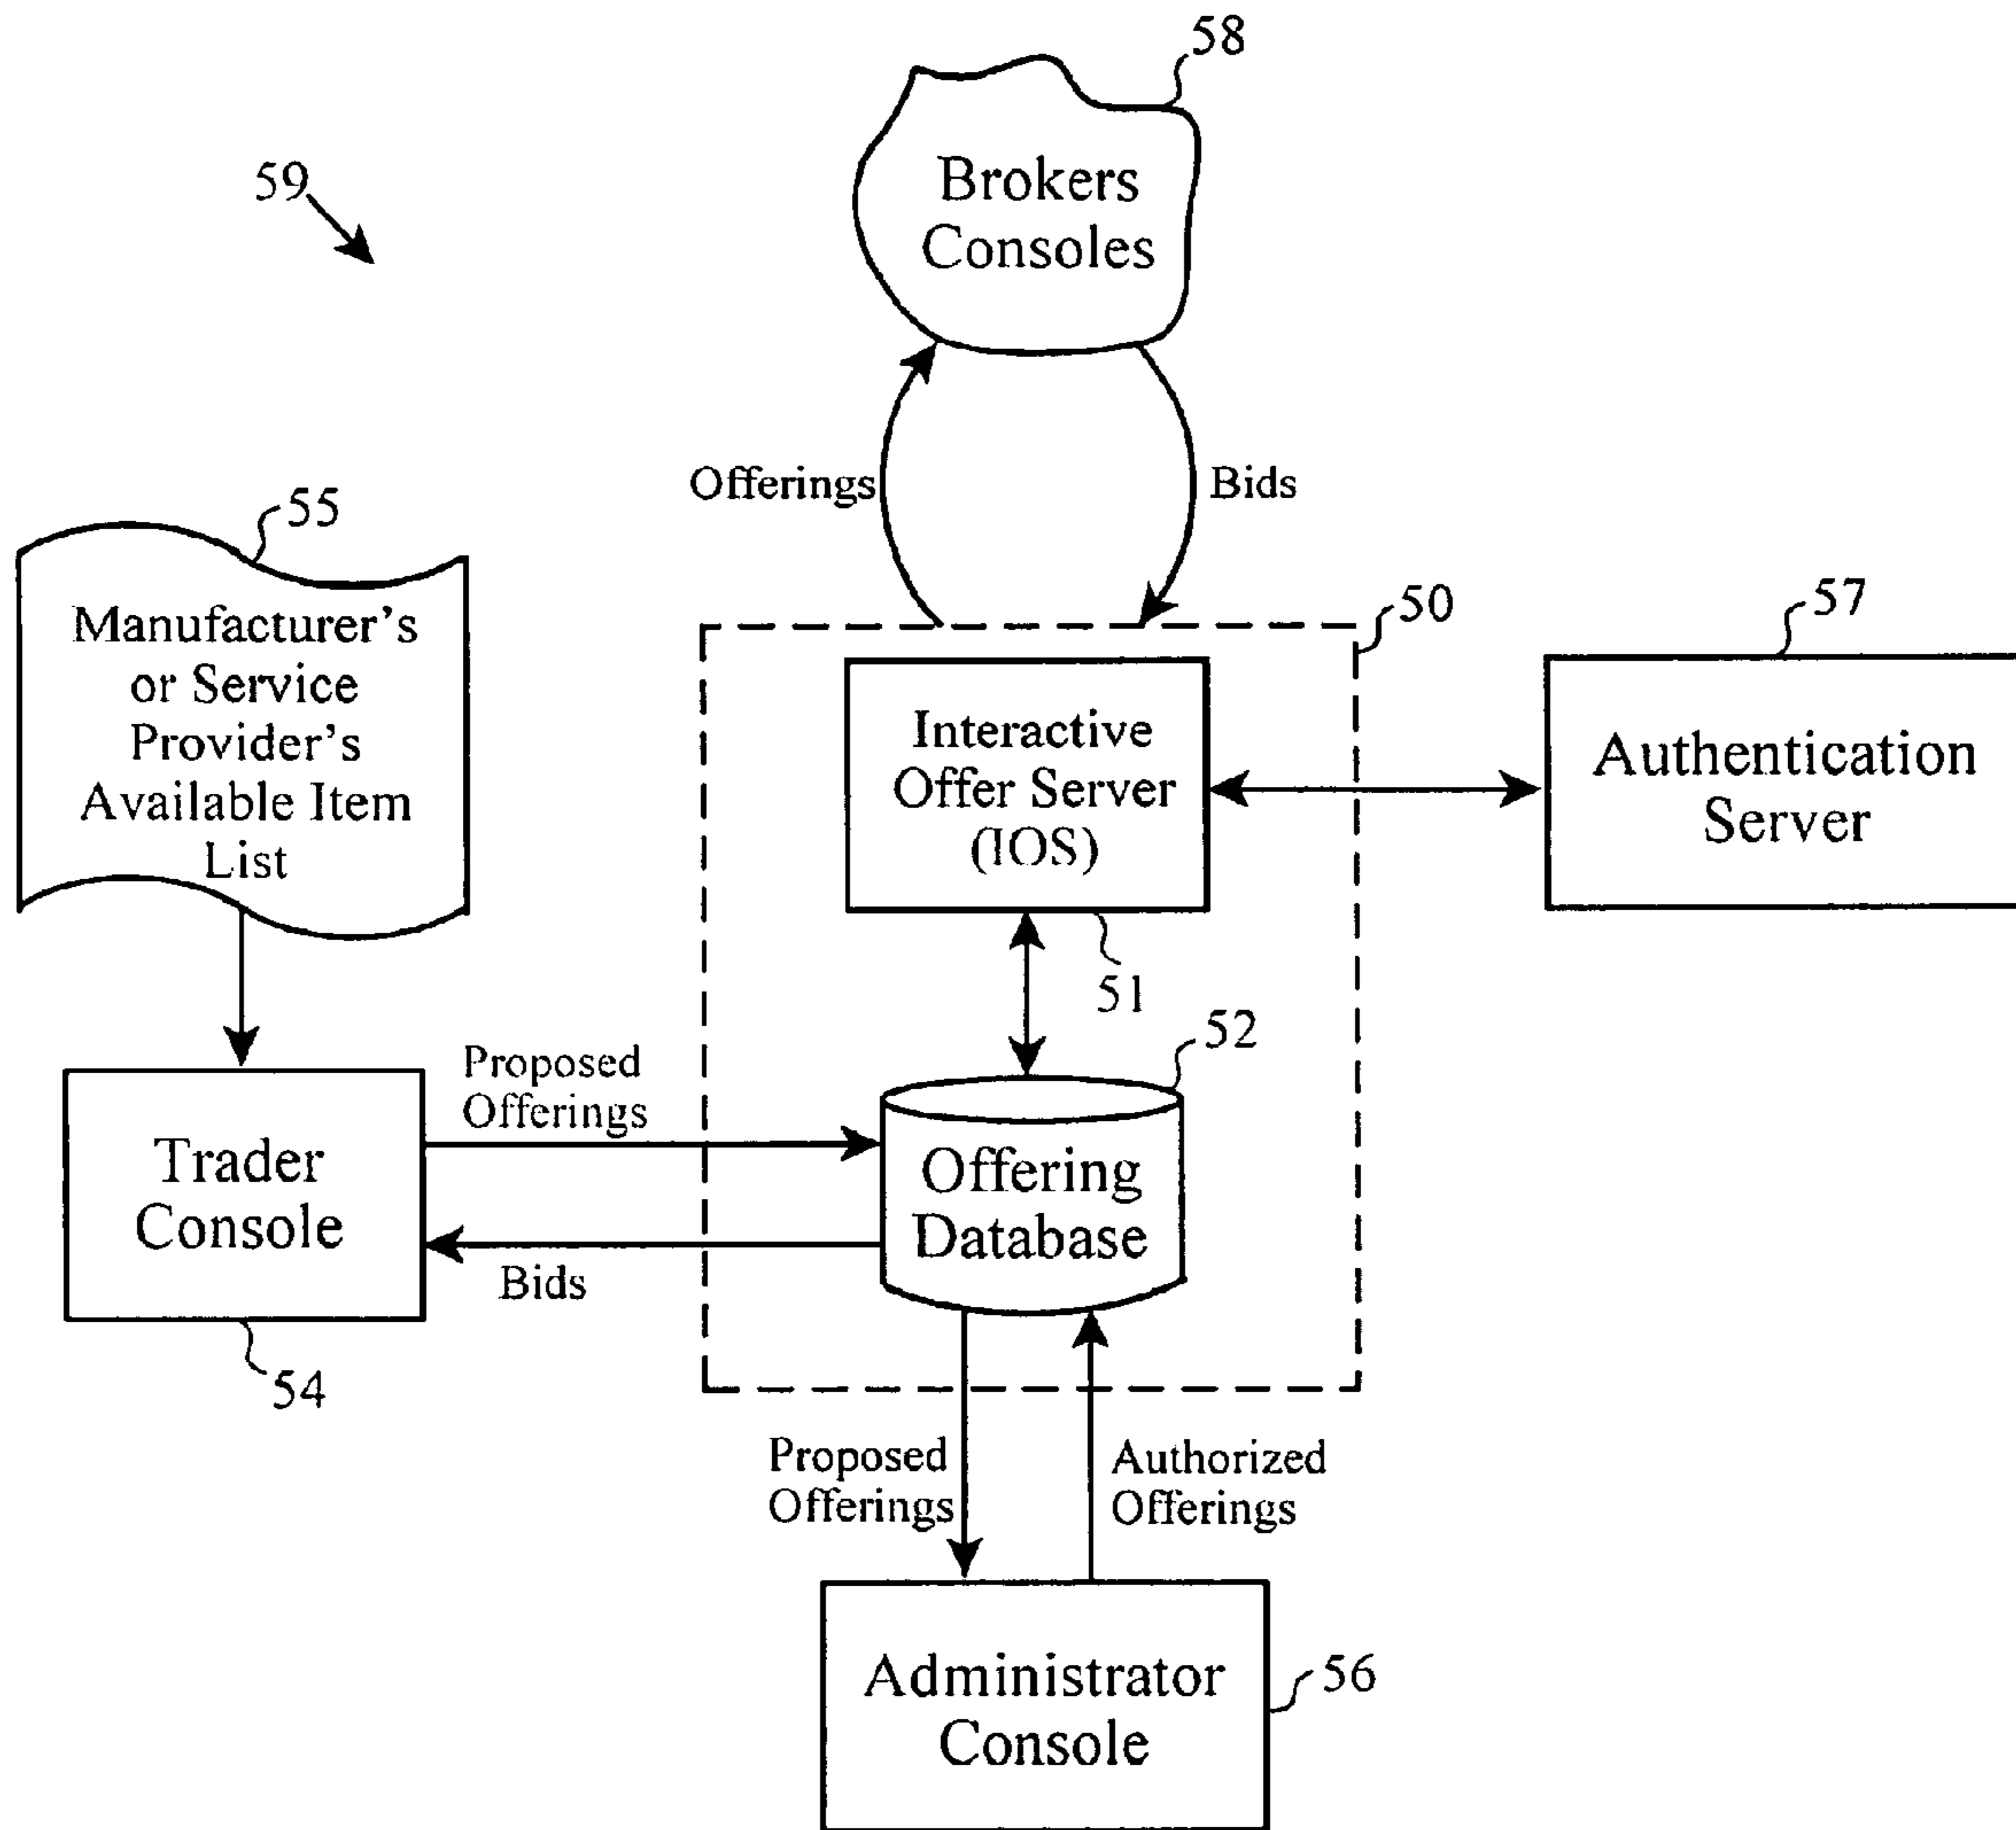 58
Brokers
Consoles
59
Offerings
Bids
55
Manufacturer's
or Service
Provider's
Available Item
List
50
57
Interactive
Offer Server
(IOS)
Authentication
Server
51
52
Proposed
Offerings
Trader
Console
Offering
Database
Bids
54
Proposed
Offerings
Authorized
Offerings
Administrator
Console
56